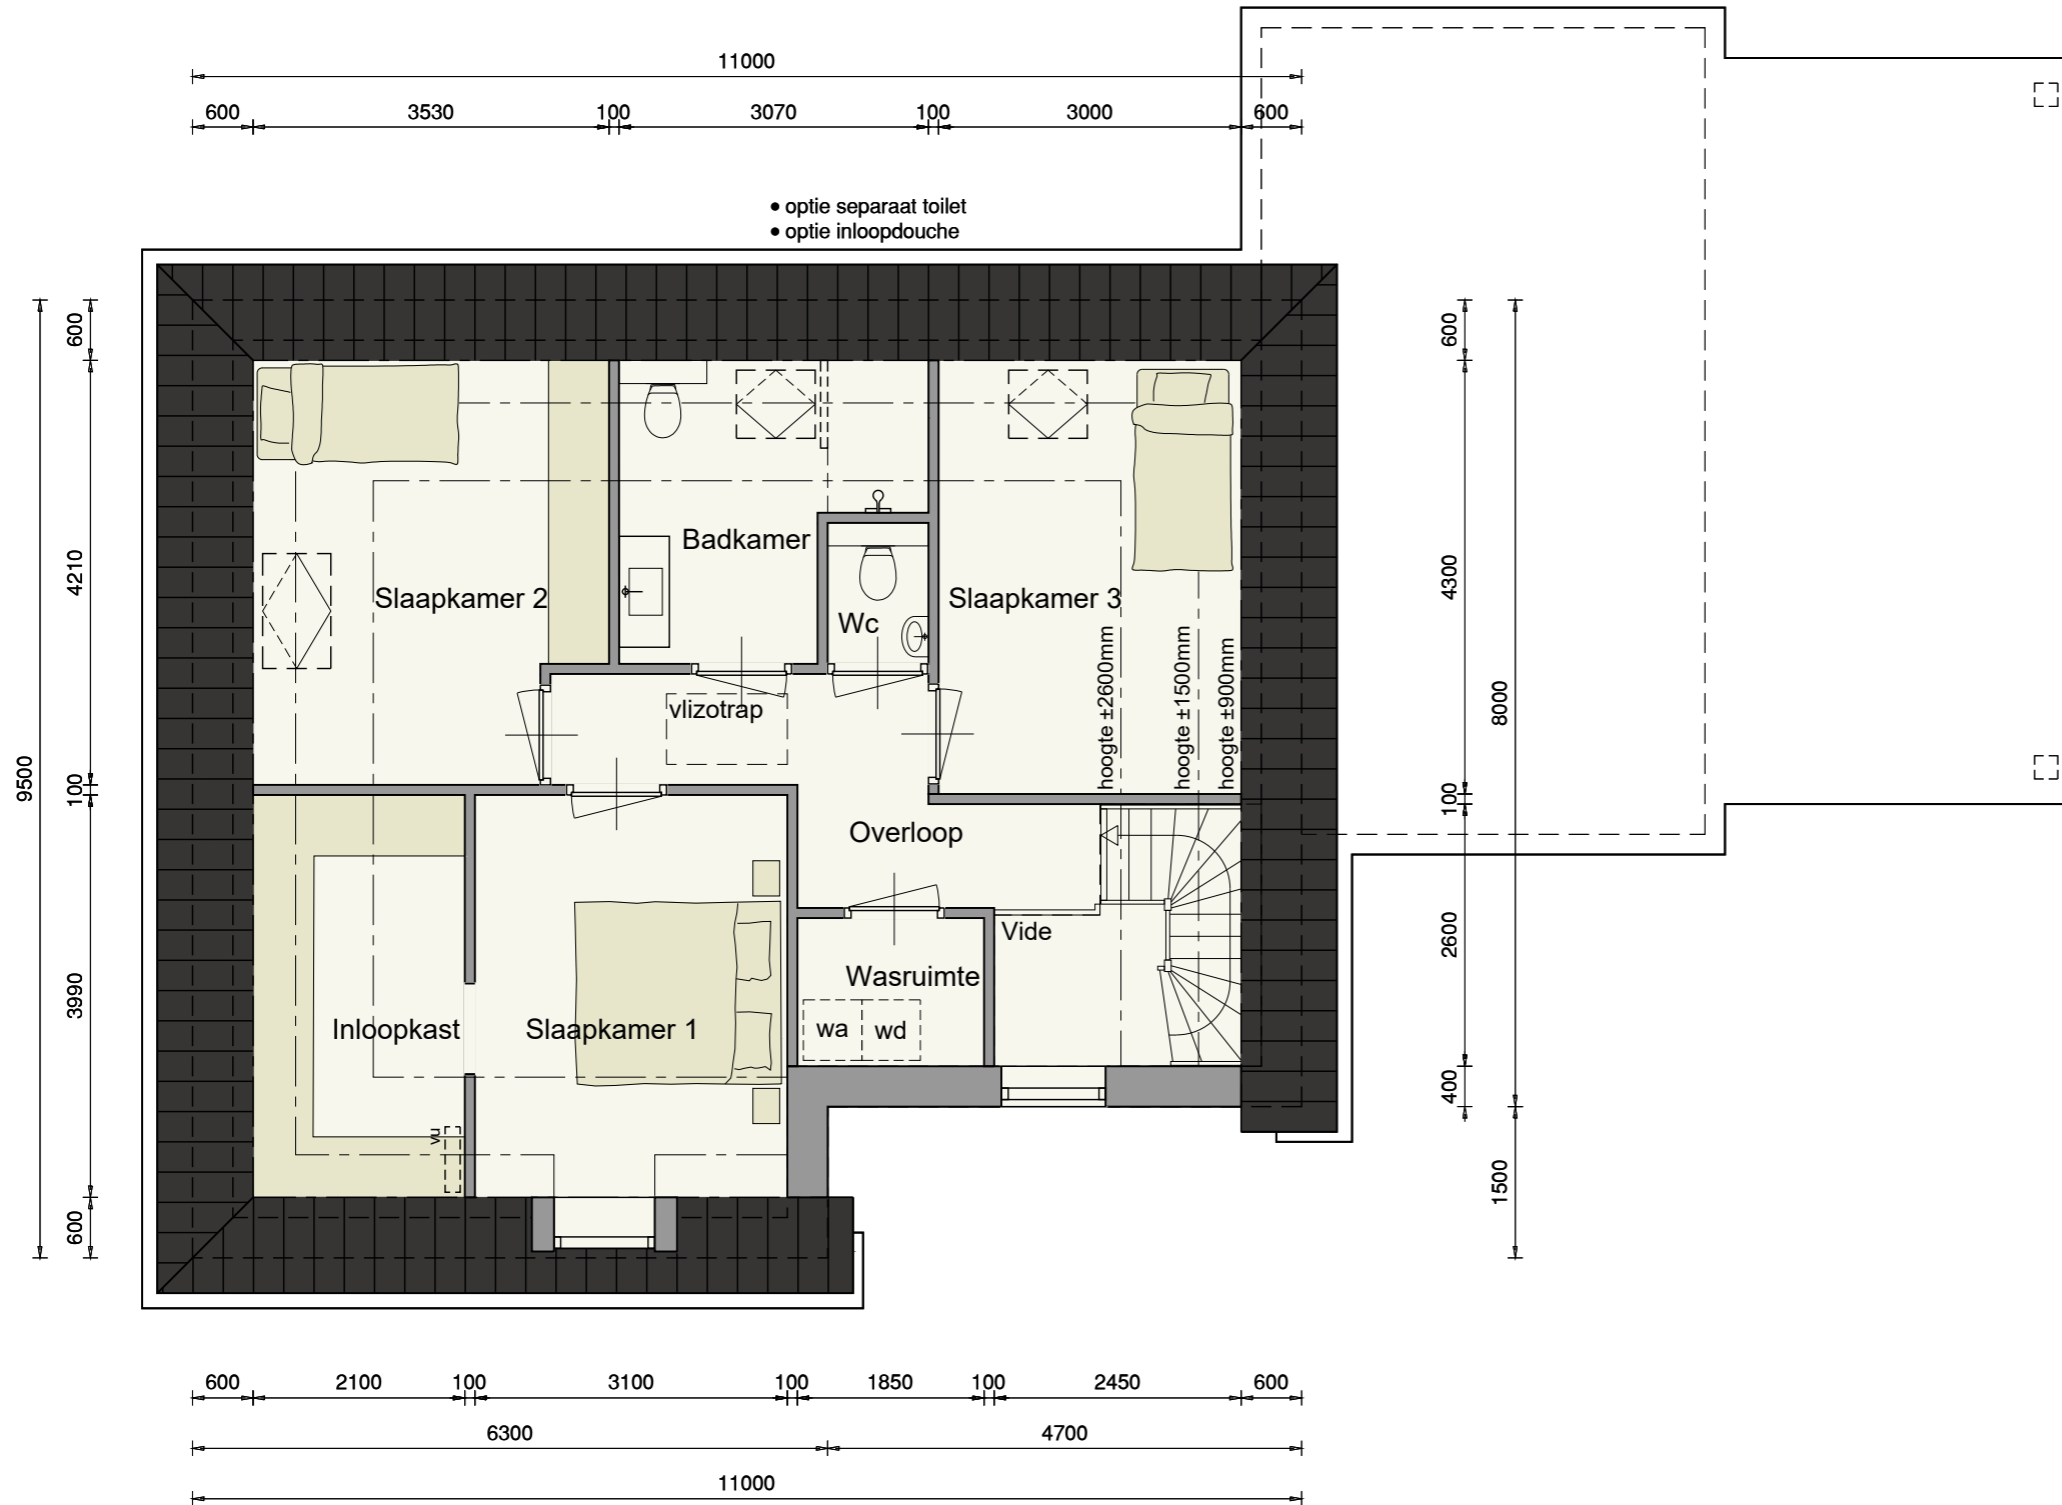 11000
600 3530 100 3070 100 3000 600
• optie separaat toilet
• optie inloopdouche
9500
600
4210
100
3990
600
Slaapkamer 2
Badkamer
Wc
Slaapkamer 3
hoogte ±2600mm
hoogte ±1500mm
hoogte ±900mm
vlizotrap
Overloop
Vide
Wasruimte
wa wd
Inloopkast
Slaapkamer 1
vu
600
4300
100
2600
400
8000
1500
600 2100 100 3100 100 1850 100 2450 600
6300 4700
11000